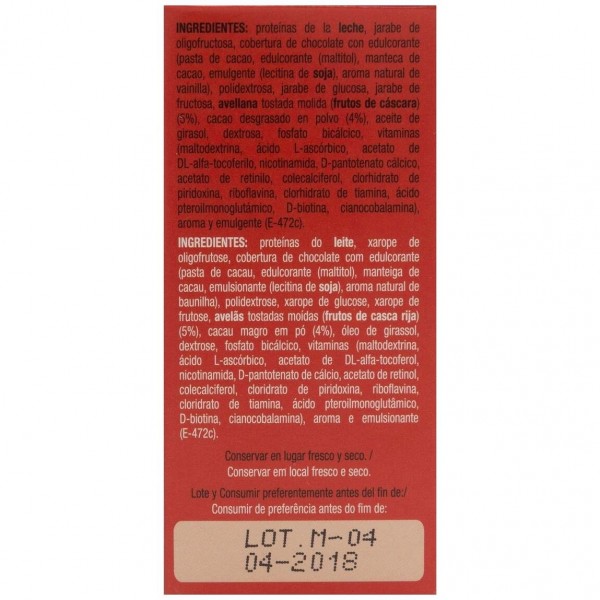 INGREDIENTES: proteínas de la leche, jarabe de
oligofructosa, cobertura de chocolate con edulcorante
(pasta de cacao, edulcorante (maltitol), manteca de
cacao, emulgente (lecitina de soja), aroma natural de
vainilla), polidextrosa, jarabe de glucosa, jarabe de
fructosa, avellana tostada molida (frutos de cáscara)
(3%), cacao desgrasado en polvo (4%), aceite de
girasol, dextrosa, fosfato bicálcico, vitaminas
(maltodextrina, ácido L-ascórbico, acetato de
DL-alfa-tocoferilo, nicotinamida, D-pantotenato cálcico,
acetato de retinilo, colecalciferol, clorhidrato de
piridoxina, riboflavina, clorhidrato de tiamina, ácido
pteroilmonoglutámico, D-biotina, cianocobalamina),
aroma y emulgente (E-472c).
INGREDIENTES: proteínas do leite, xarope de
oligofrutose, cobertura de chocolate com edulcorante
(pasta de cacau, edulcorante (maltitol), manteiga de
cacau, emulsionante (lecitina de soja), aroma natural de
baunilha), polidextrose, xarope de glucose, xarope de
frutose, avelãs tostadas moídas (frutos de casca rija)
(5%), cacau magro em pó (4%), óleo de girassol,
dextrose, fosfato bicálcico, vitaminas (maltodextrina,
ácido L-ascórbico, acetato de DL-alfa-tocoferol,
nicotinamida, D-pantotenato de cálcio, acetato de retinol,
colecalciferol, cloridrato de piridoxina, riboflavina,
cloridrato de tiamina, ácido pteroilmonoglutâmico,
D-biotina, cianocobalamina), aroma e emulsionante
(E-472c).
Conservar en lugar fresco y seco. /
Conservar em local fresco e seco.
Lote y Consumir preferentemente antes del fin de:/
Consumir de preferência antes do fim de:
LOT. M-04
04-2018